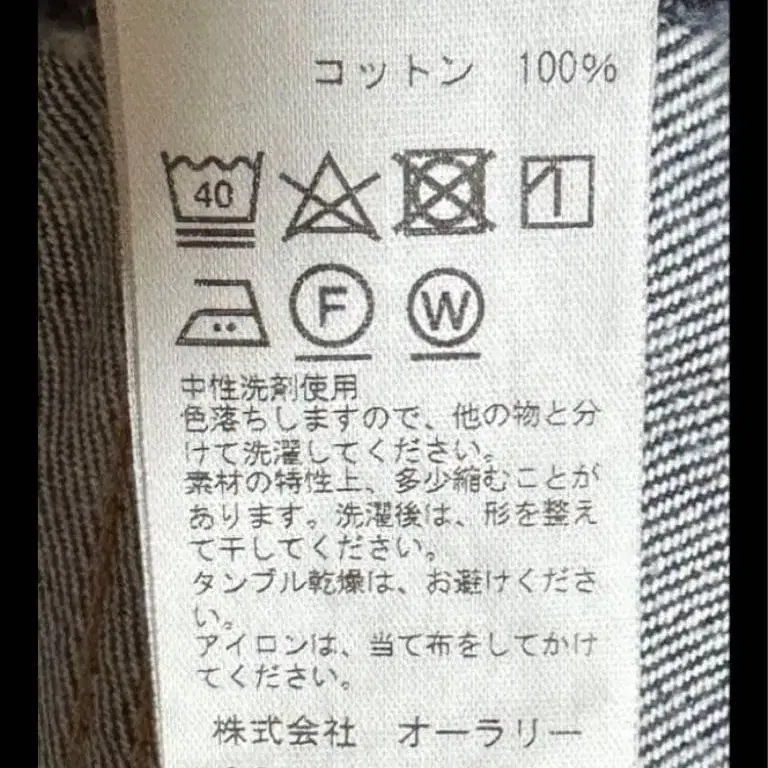 コットン 100%
40
F W
中性洗剤使用
色落ちしますので、他の物と分
けて洗濯してください。
素材の特性上、多少縮むことが
あります。洗濯後は、形を整え
て干してください。
タンブル乾燥は、お避けくださ
い。
アイロンは、当て布をしてかけ
てください。
株式会社 オーラリー